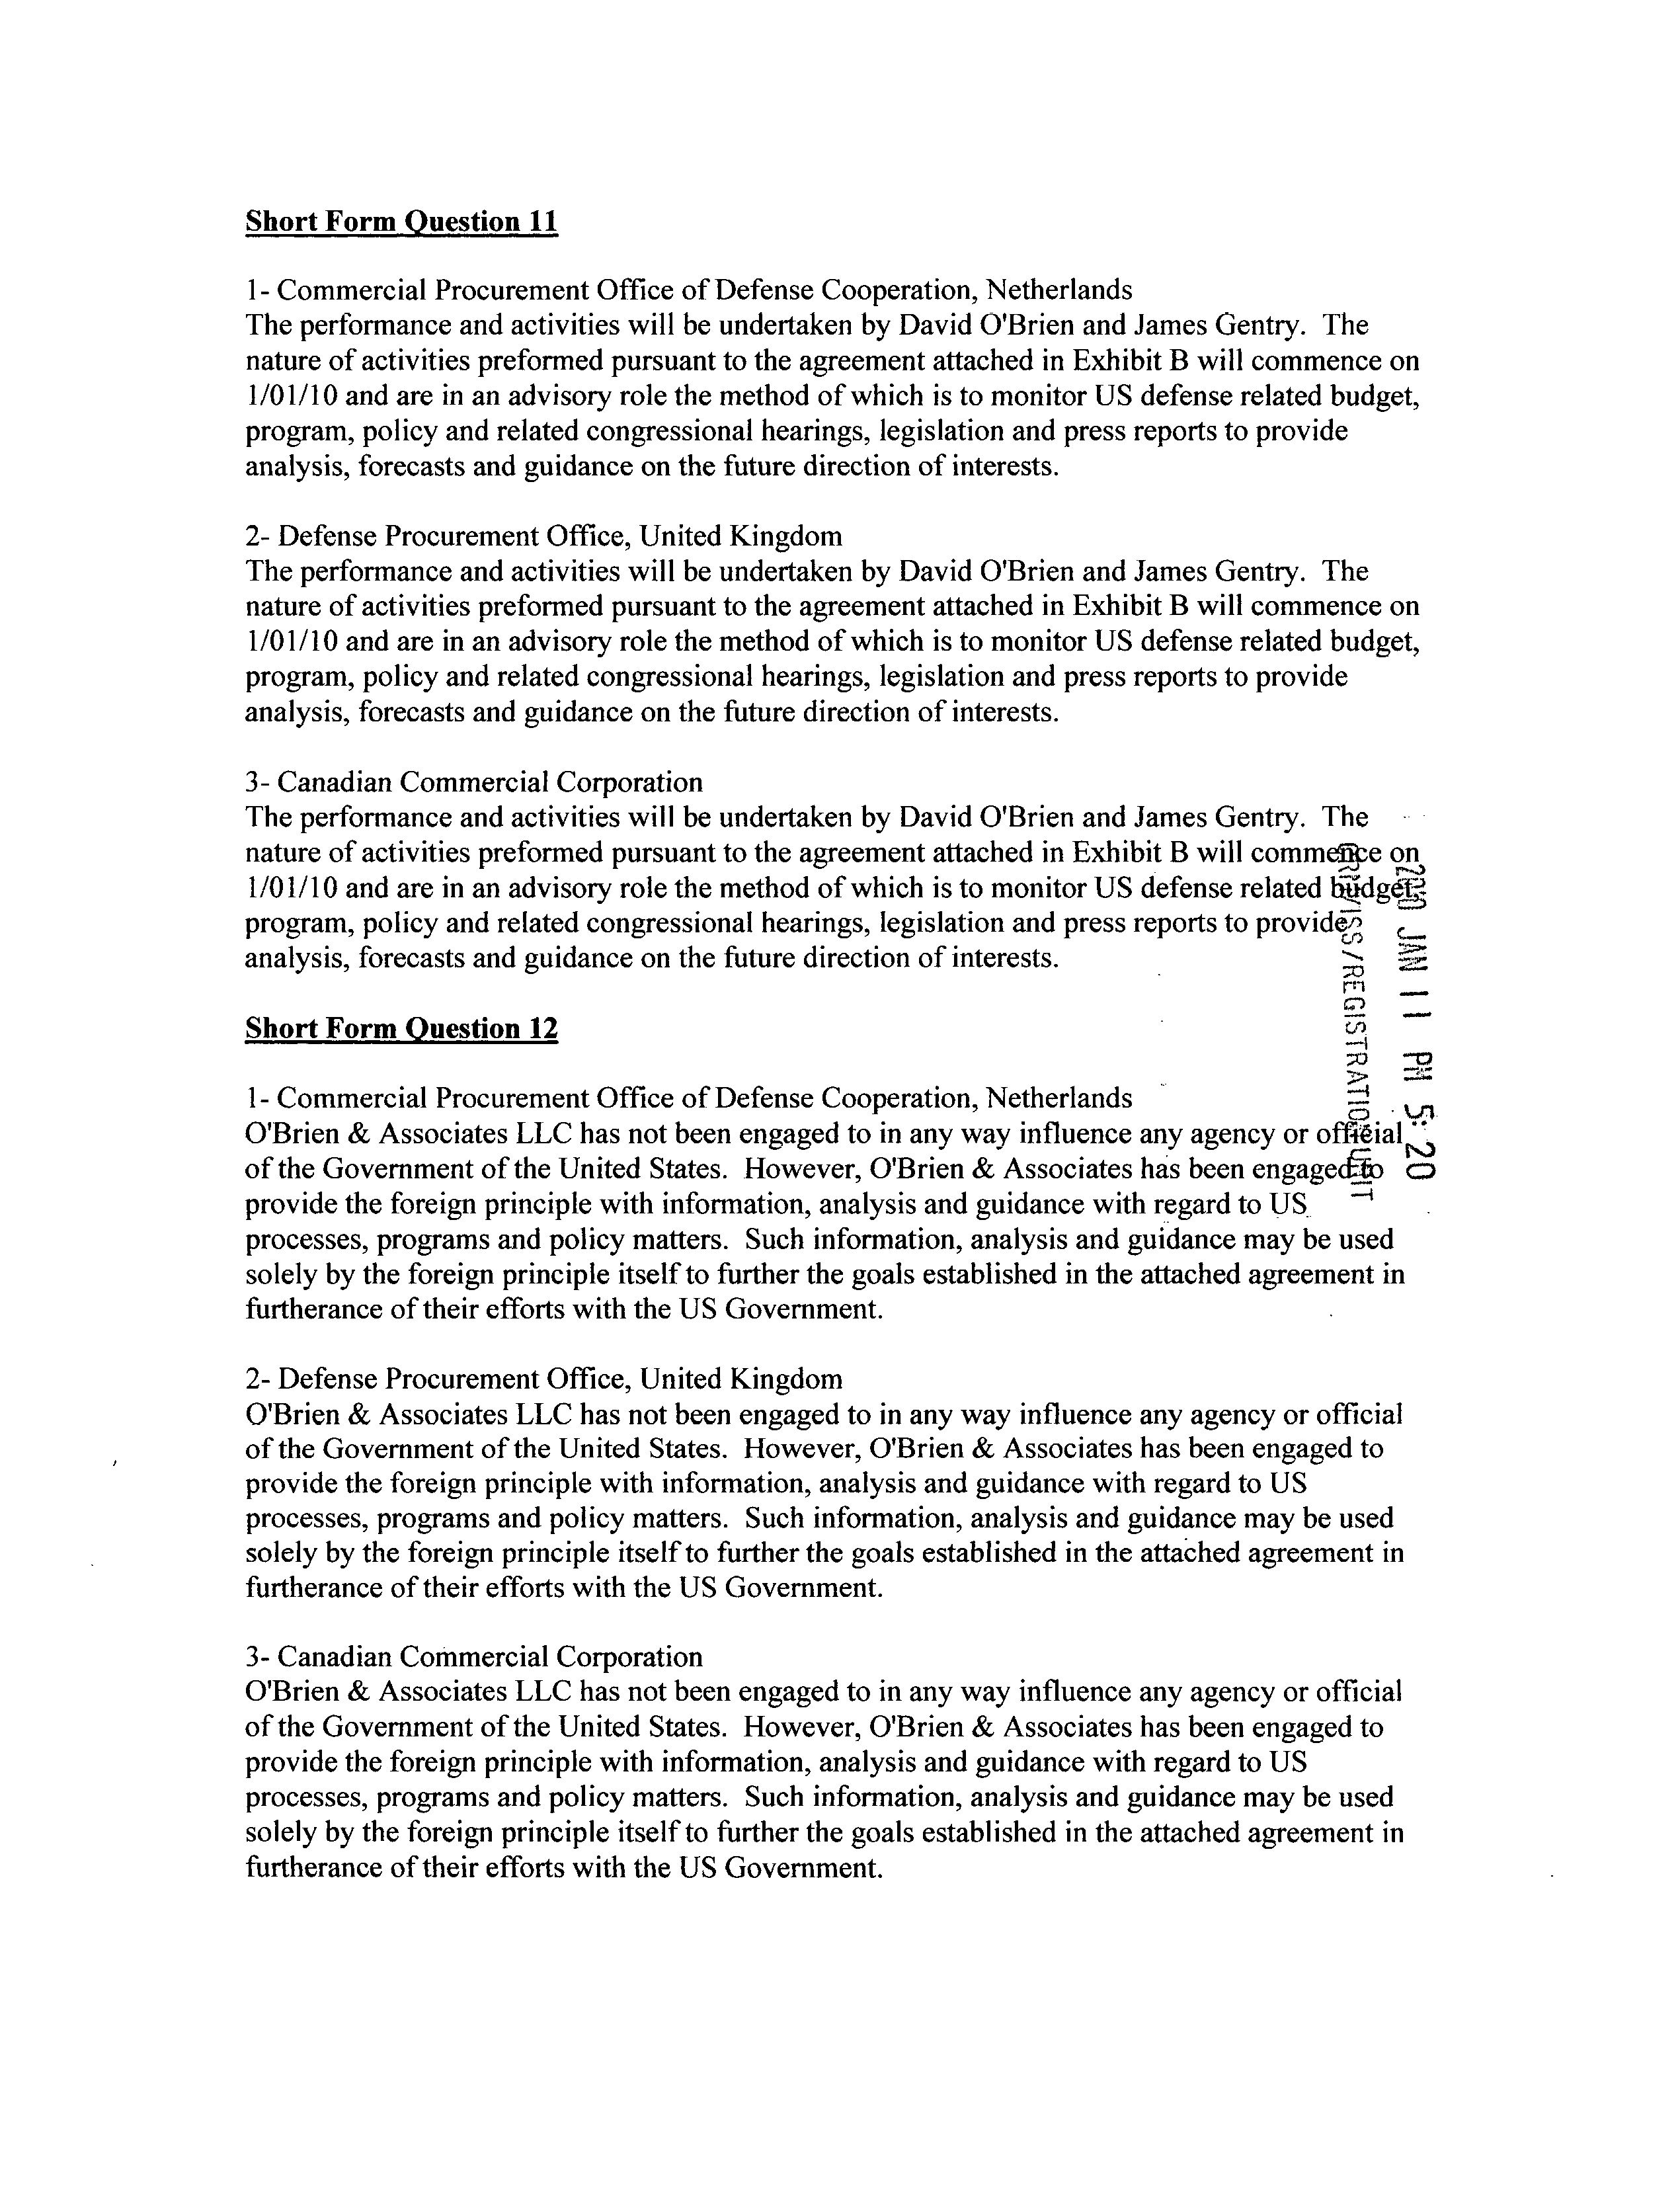 Short Form Question 11
1- Commercial Procurement Office of Defense Cooperation, Netherlands
The performance and activities will be undertaken by David O'Brien and James Gentry. The
nature of activities preformed pursuant to the agreement attached in Exhibit B will commence on
1/01/10 and are in an advisory role the method of which is to monitor US defense related budget,
program, policy and related congressional hearings, legislation and press reports to provide
analysis, forecasts and guidance on the future direction of interests.
2- Defense Procurement Office, United Kingdom
The performance and activities will be undertaken by David O'Brien and James Gentry. The
nature of activities preformed pursuant to the agreement attached in Exhibit B will commence on
1/01/10 and are in an advisory role the method of which is to monitor US defense related budget,
program, policy and related congressional hearings, legislation and press reports to provide
analysis, forecasts and guidance on the future direction of interests.
3- Canadian Commercial Corporation
The performance and activities will be undertaken by David O'Brien and James Gentry. The
nature of activities preformed pursuant to the agreement attached in Exhibit B will commence on
1/01/10 and are in an advisory role the method of which is to monitor US defense related budget,
program, policy and related congressional hearings, legislation and press reports to provide
analysis, forecasts and guidance on the future direction of interests.
Short Form Question 12
1- Commercial Procurement Office of Defense Cooperation, Netherlands
O'Brien & Associates LLC has not been engaged to in any way influence any agency or official
of the Government of the United States. However, O'Brien & Associates has been engaged to
provide the foreign principle with information, analysis and guidance with regard to US
processes, programs and policy matters. Such information, analysis and guidance may be used
solely by the foreign principle itself to further the goals established in the attached agreement in
furtherance of their efforts with the US Government.
2- Defense Procurement Office, United Kingdom
O'Brien & Associates LLC has not been engaged to in any way influence any agency or official
of the Government of the United States. However, O'Brien & Associates has been engaged to
provide the foreign principle with information, analysis and guidance with regard to US
processes, programs and policy matters. Such information, analysis and guidance may be used
solely by the foreign principle itself to further the goals established in the attached agreement in
furtherance of their efforts with the US Government.
3- Canadian Commercial Corporation
O'Brien & Associates LLC has not been engaged to in any way influence any agency or official
of the Government of the United States. However, O'Brien & Associates has been engaged to
provide the foreign principle with information, analysis and guidance with regard to US
processes, programs and policy matters. Such information, analysis and guidance may be used
solely by the foreign principle itself to further the goals established in the attached agreement in
furtherance of their efforts with the US Government.
JAN 11 PM 5:20
/ISS/REGISTRATION UNIT